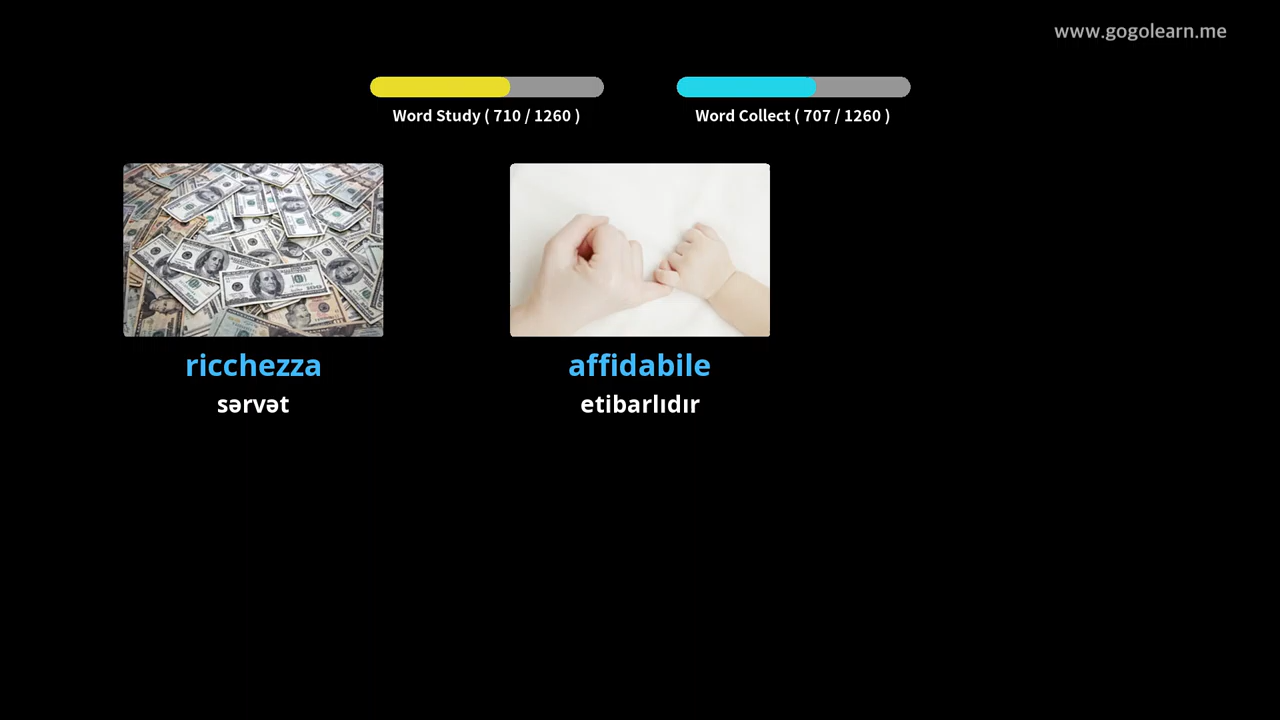 www.gogolearn.me
Word Study ( 710 / 1260 )
Word Collect ( 707 / 1260 )
ricchezza
sərvət
affidabile
etibarlıdır